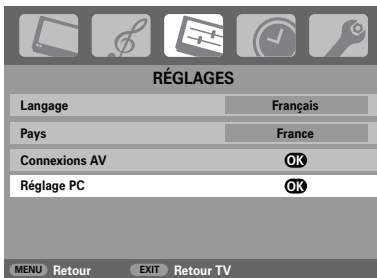 RÉGLAGES
Langage Français
Pays France
Connexions AV OK
Réglage PC OK
MENU Retour EXIT Retour TV